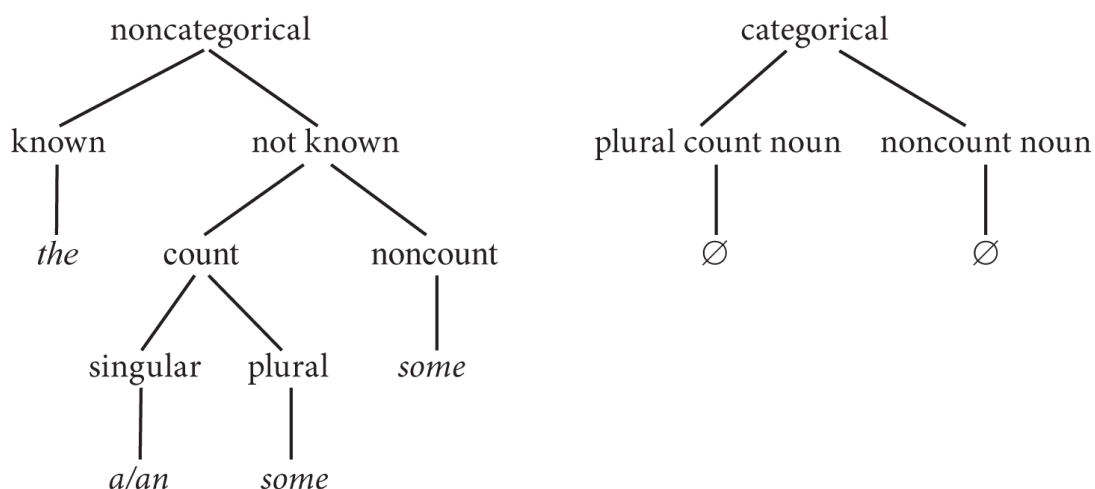 noncategorical
categorical
known
not known
plural count noun
noncount noun
the
count
noncount
∅
∅
singular
plural
some
a/an
some